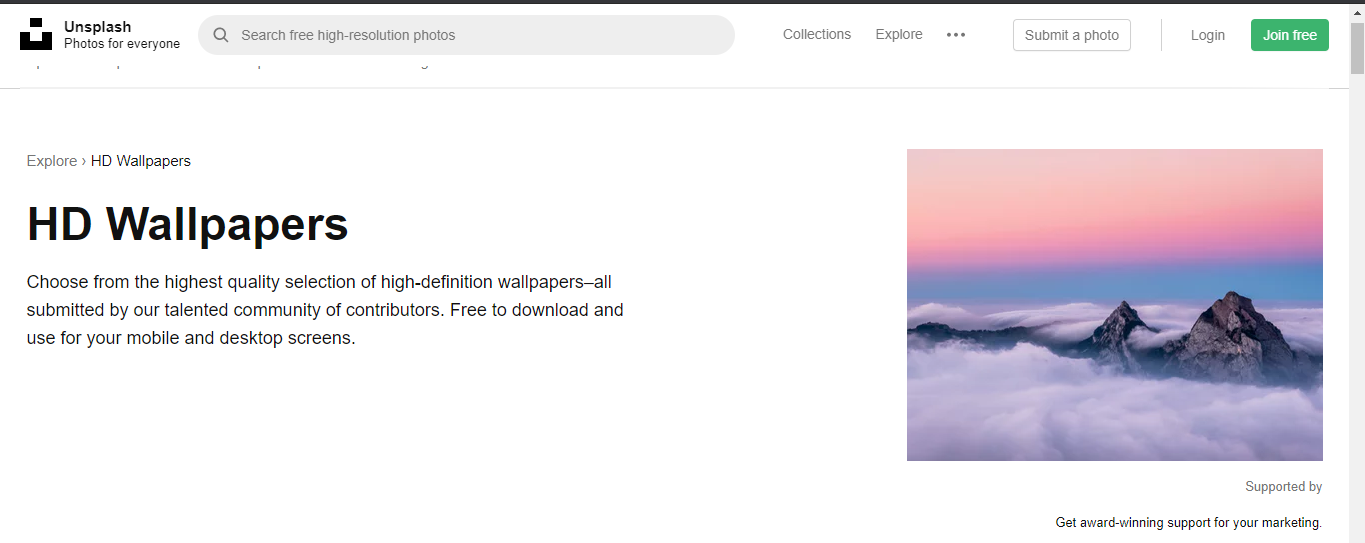 Unsplash
Photos for everyone
Search free high-resolution photos
Collections
Explore
Submit a photo
Login
Join free
Explore › HD Wallpapers
HD Wallpapers
Choose from the highest quality selection of high-definition wallpapers–all
submitted by our talented community of contributors. Free to download and
use for your mobile and desktop screens.
Supported by
Get award-winning support for your marketing.